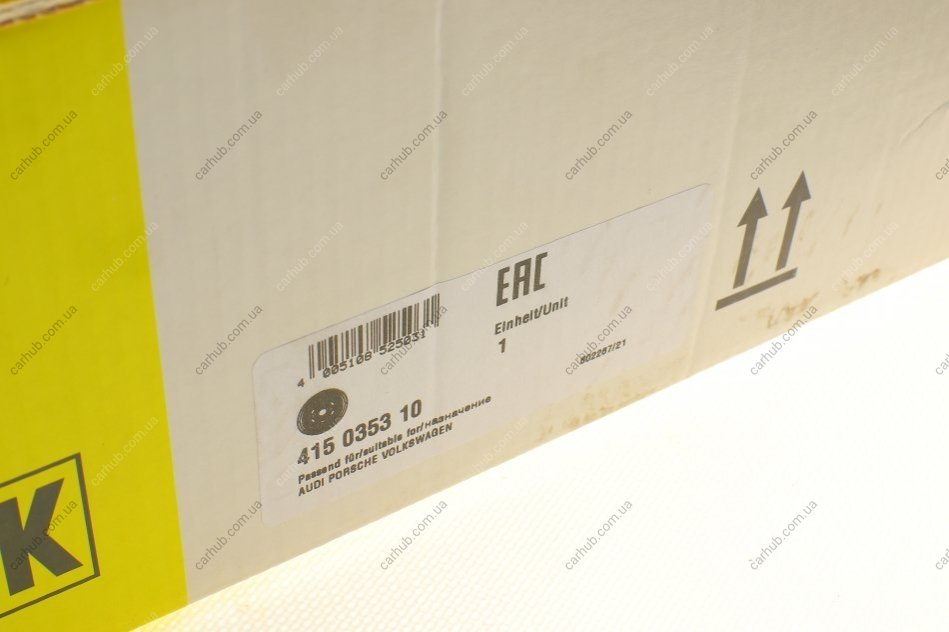 EAC
Einheit/Unit
1
4 005108 525031
602267/21
415 0353 10
Passend für/suitable for/назначение
AUDI PORSCHE VOLKSWAGEN
K
carhub.com.ua